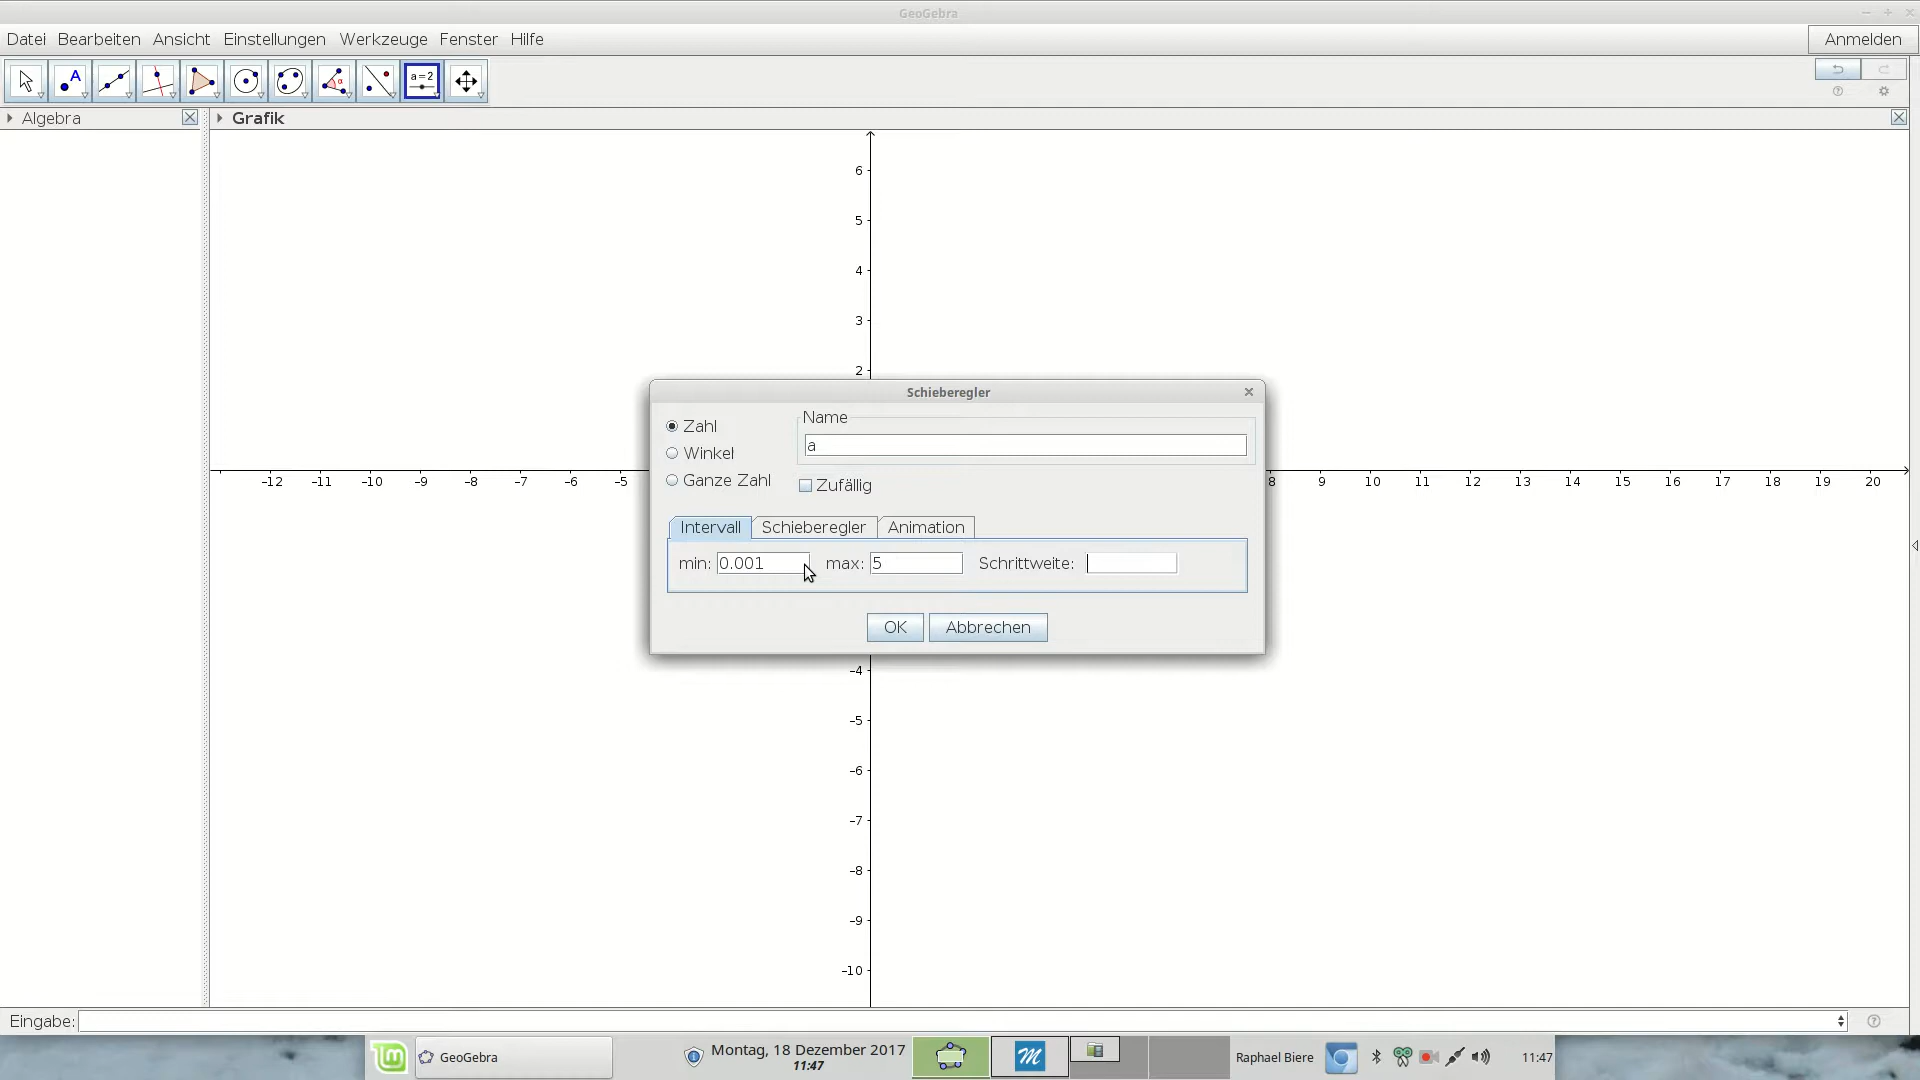 GeoGebra
Datei Bearbeiten Ansicht Einstellungen Werkzeuge Fenster Hilfe Anmelden
A α a=2
Algebra Grafik
6
5
4
3
2
Schieberegler
Zahl Name
a
Winkel
Ganze Zahl Zufällig
-12 -11 -10 -9 -8 -7 -6 -5 8 9 10 11 12 13 14 15 16 17 18 19 20
Intervall Schieberegler Animation
min: 0.001 max: 5 Schrittweite:
OK Abbrechen
-4
-5
-6
-7
-8
-9
-10
Eingabe:
GeoGebra Montag, 18 Dezember 2017 Raphael Biere 11:47
11:47